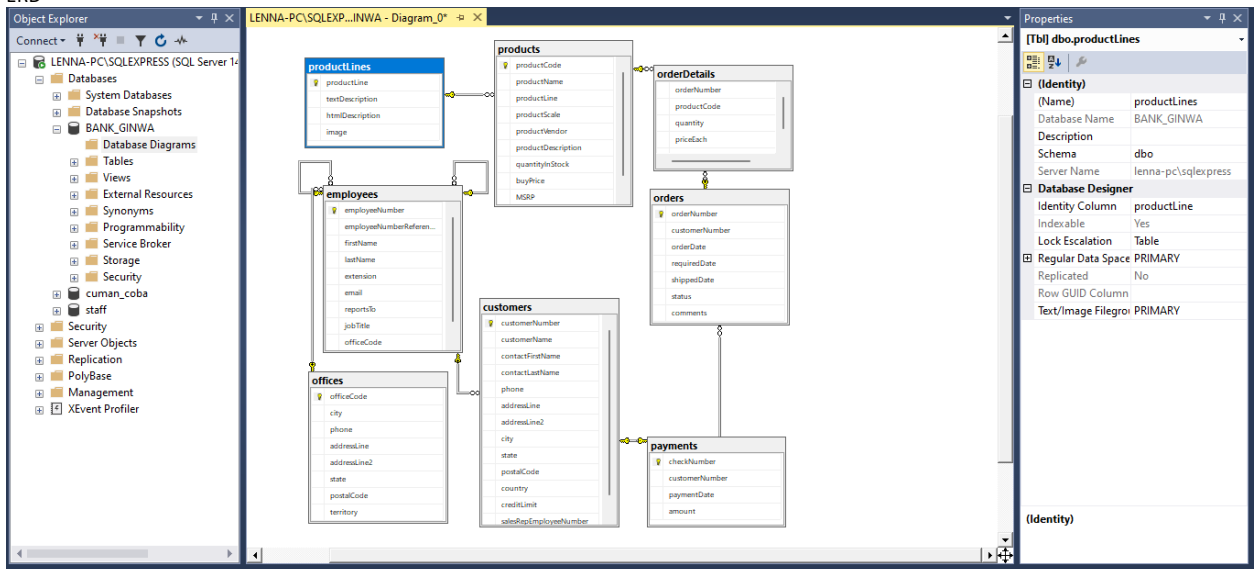 ERD
Object Explorer
Connect
LENNA-PC\SQLEXPRESS (SQL Server 14
Databases
System Databases
Database Snapshots
BANK_GINWA
Database Diagrams
Tables
Views
External Resources
Synonyms
Programmability
Service Broker
Storage
Security
cuman_coba
staff
Security
Server Objects
Replication
PolyBase
Management
XEvent Profiler
LENNA-PC\SQLEXP...INWA - Diagram_0*
productLines
productLine
textDescription
htmlDescription
image
products
productCode
productName
productLine
productScale
productVendor
productDescription
quantityInStock
buyPrice
MSRP
orderDetails
orderNumber
productCode
quantity
priceEach
employees
employeeNumber
employeeNumberReferen...
firstName
lastName
extension
email
reportsTo
jobTitle
officeCode
orders
orderNumber
customerNumber
orderDate
requiredDate
shippedDate
status
comments
customers
customerNumber
customerName
contactFirstName
contactLastName
phone
addressLine
addressLine2
city
state
postalCode
country
creditLimit
salesRepEmployeeNumber
offices
officeCode
city
phone
addressLine
addressLine2
state
postalCode
territory
payments
checkNumber
customerNumber
paymentDate
amount
Properties
[Tbl] dbo.productLines
(Identity)
(Name) productLines
Database Name BANK_GINWA
Description
Schema dbo
Server Name lenna-pc\sqlexpress
Database Designer
Identity Column productLine
Indexable Yes
Lock Escalation Table
Regular Data Space PRIMARY
Replicated No
Row GUID Column
Text/Image Filegrou PRIMARY
(Identity)